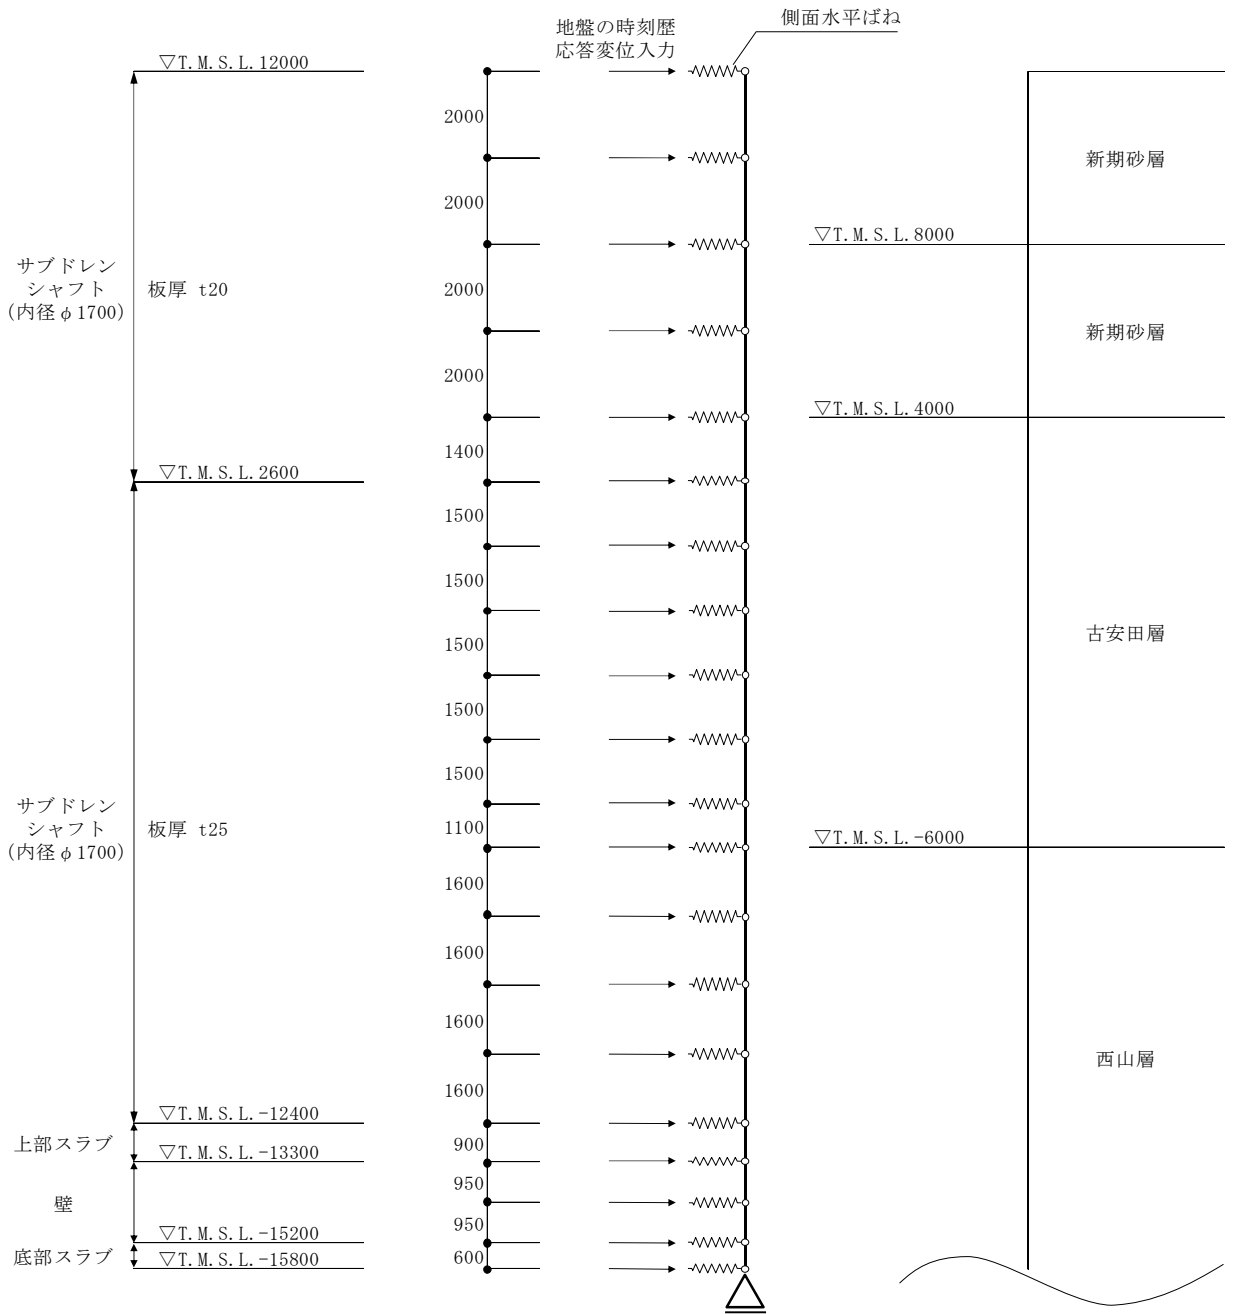 地盤の時刻歴
応答変位入力
側面水平ばね
▽T.M.S.L.12000
2000
新期砂層
2000
▽T.M.S.L.8000
サブドレン
シャフト
(内径φ1700)
板厚 t20
2000
新期砂層
2000
▽T.M.S.L.4000
1400
▽T.M.S.L.2600
1500
1500
古安田層
1500
1500
1500
サブドレン
シャフト
(内径φ1700)
板厚 t25
1100
▽T.M.S.L.-6000
1600
1600
1600
西山層
1600
▽T.M.S.L.-12400
上部スラブ
900
▽T.M.S.L.-13300
950
壁
950
▽T.M.S.L.-15200
底部スラブ
600
▽T.M.S.L.-15800